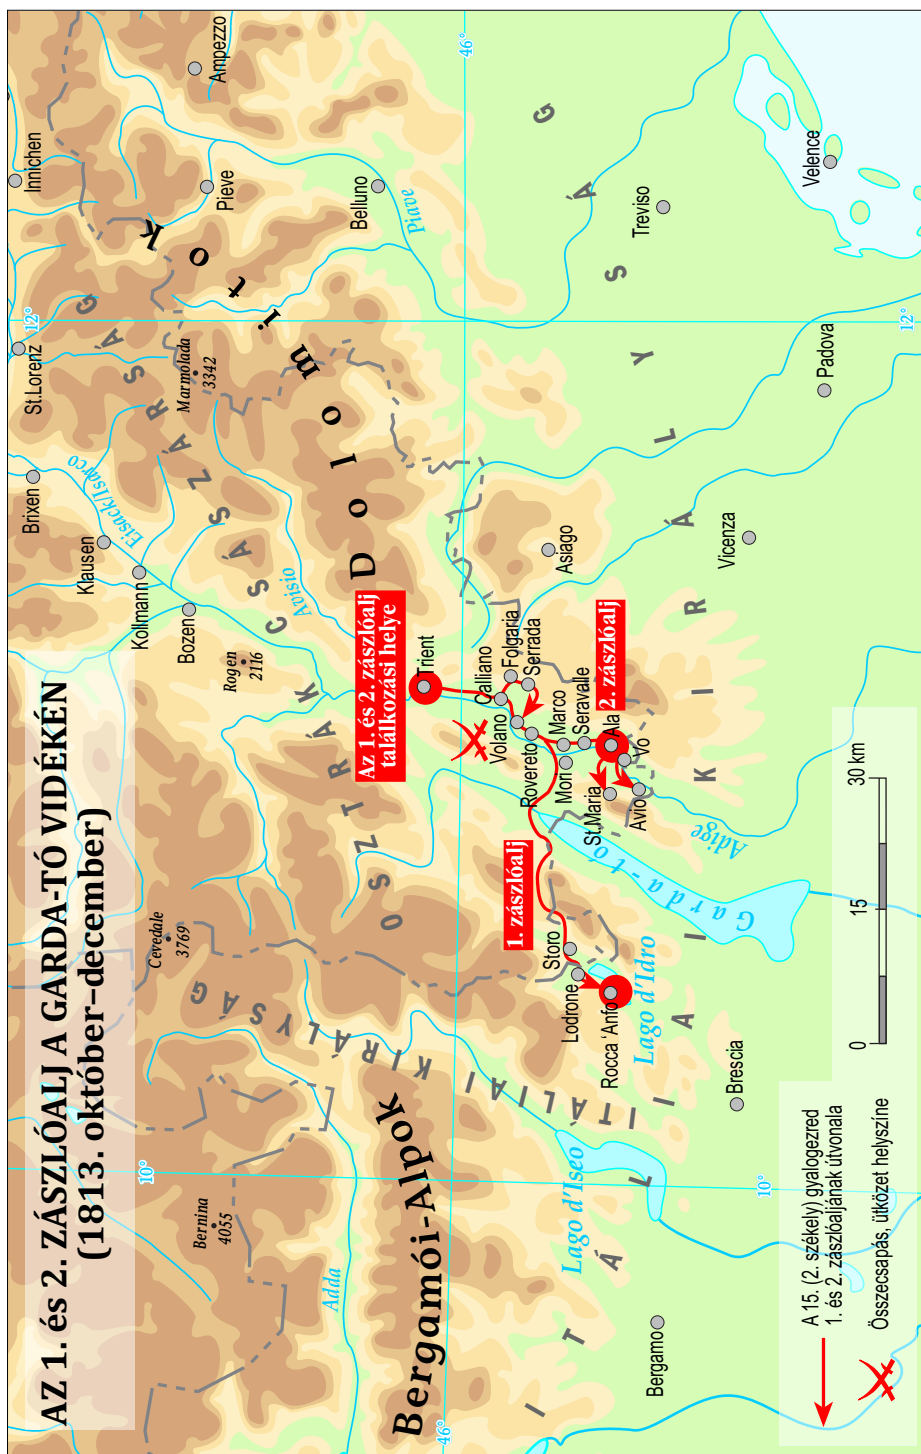 AZ 1. és 2. ZÁSZLÓALJ A GARDA-TÓ VIDÉKÉN
(1813. október–december)
Innichen
Ampezzo
St.Lorenz
Pieve
Brixen
Belluno
Klausen
Kollmann
Bozen
Eisack/Isarco
Avisio
Piave
Marmolada
3342
Rogen
2116
Cevedale
3769
Bernina
4055
Dolomitok
Bergamói-Alpok
OSZTRÁK CSÁSZÁRSÁG
ITÁLIAI KIRÁLYSÁG
ITÁLIAI KIRÁLYSÁG
Adda
12°
46°
10°
46°
12°
10°
Az 1. és 2. zászlóalj
találkozási helye
Trient
Calliano
Folgaria
Serrada
Volano
Rovereto
Marco
Mori
Seravalle
2. zászlóalj
Ala
St.Maria
Vo
Avio
Adige
1. zászlóalj
Storo
Lodrone
Rocca 'Anfo
Lago d'Idro
Garda-tó
Lago d'Iseo
Asiago
Treviso
Velence
Padova
Vicenza
Brescia
Bergamo
A 15. (2. székely) gyalogezred
1. és 2. zászlóaljának útvonala
Összecsapás, ütközet helyszíne
0 15 30 km